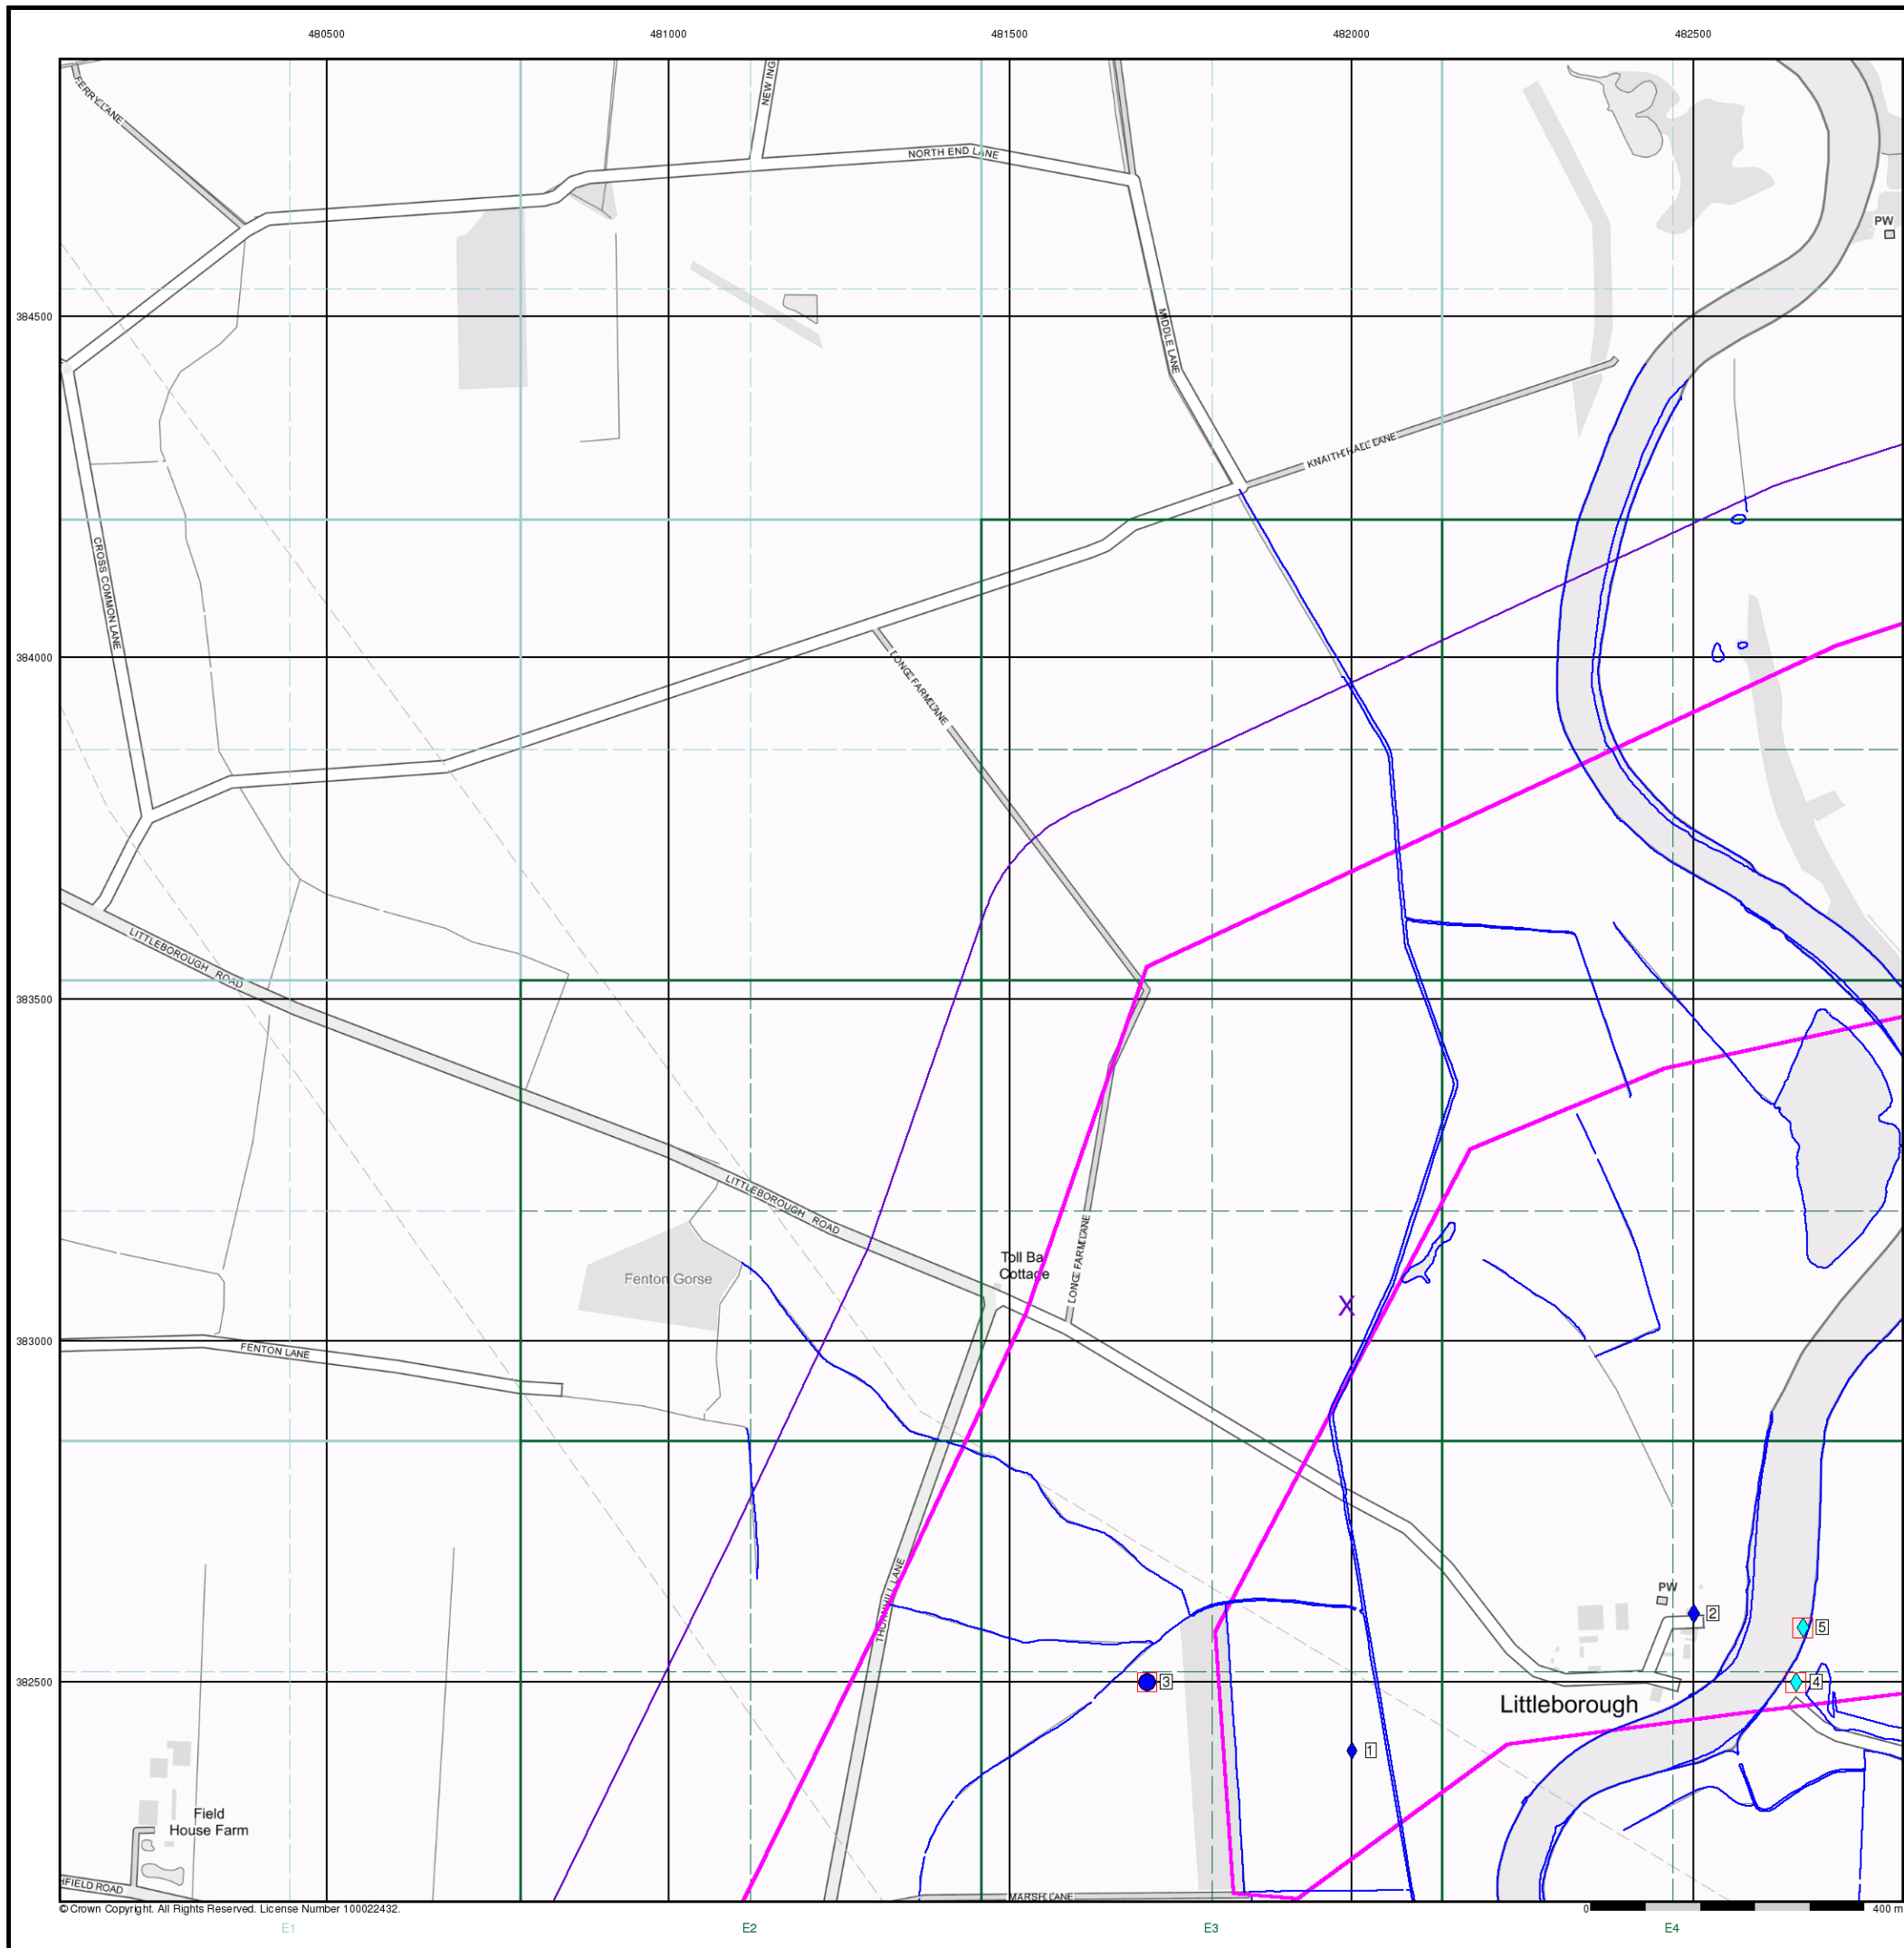 480500 481000 481500 482000 482500
FERRY LANE
NEW ING
NORTH END LANE
PW
384500
MIDDLE LANE
KNAITH HALL LANE
CROSS COMMON LANE
384000
LONG FARM LANE
LITTLEBOROUGH ROAD
383500
LITTLEBOROUGH ROAD
LONG FARM LANE
Toll Ba
Cottage
Fenton Gorse
X
383000
FENTON LANE
THORNHILL LANE
PW
2
5
382500
3
4
Littleborough
1
Field
House Farm
HFIELD ROAD
MARSH LANE
© Crown Copyright. All Rights Reserved. License Number 100022432.
0 400 m
E1 E2 E3 E4